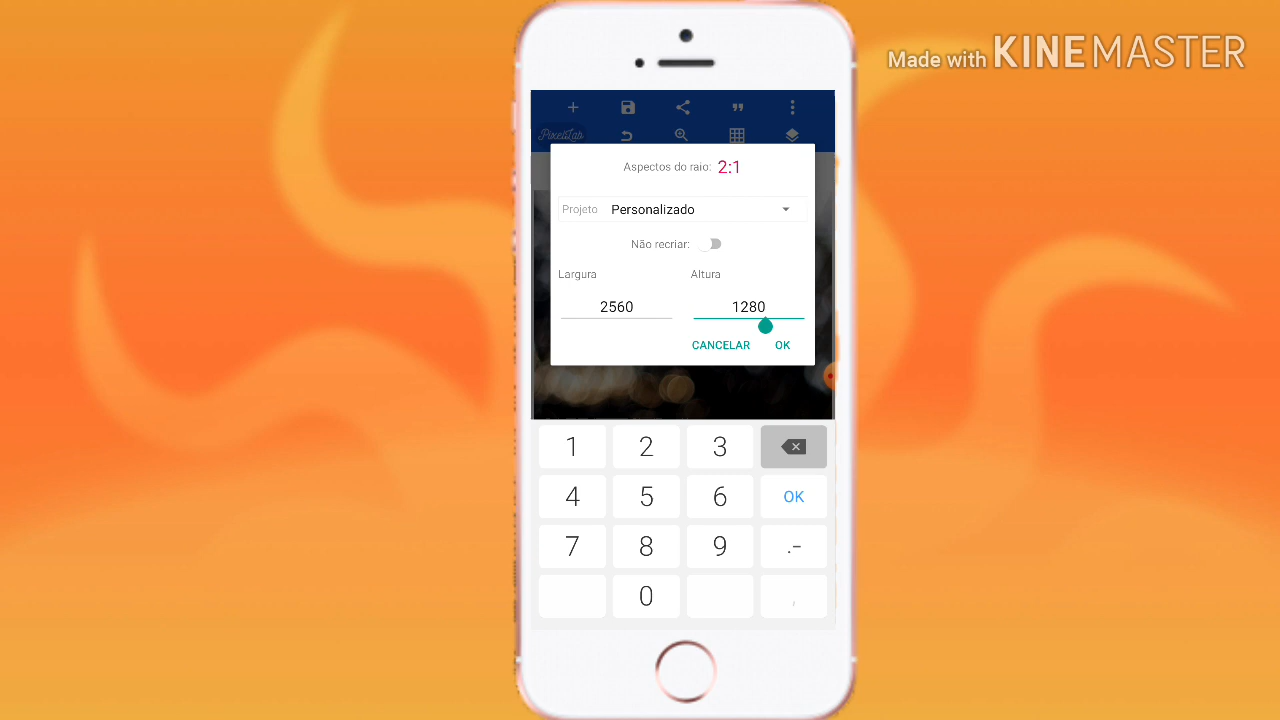 Made with KINEMASTER
PixelLab
Aspectos do raio: 2:1
Projeto Personalizado
Não recriar:
Largura Altura
2560 1280
CANCELAR OK
1 2 3
4 5 6 OK
7 8 9 .-
0 ,